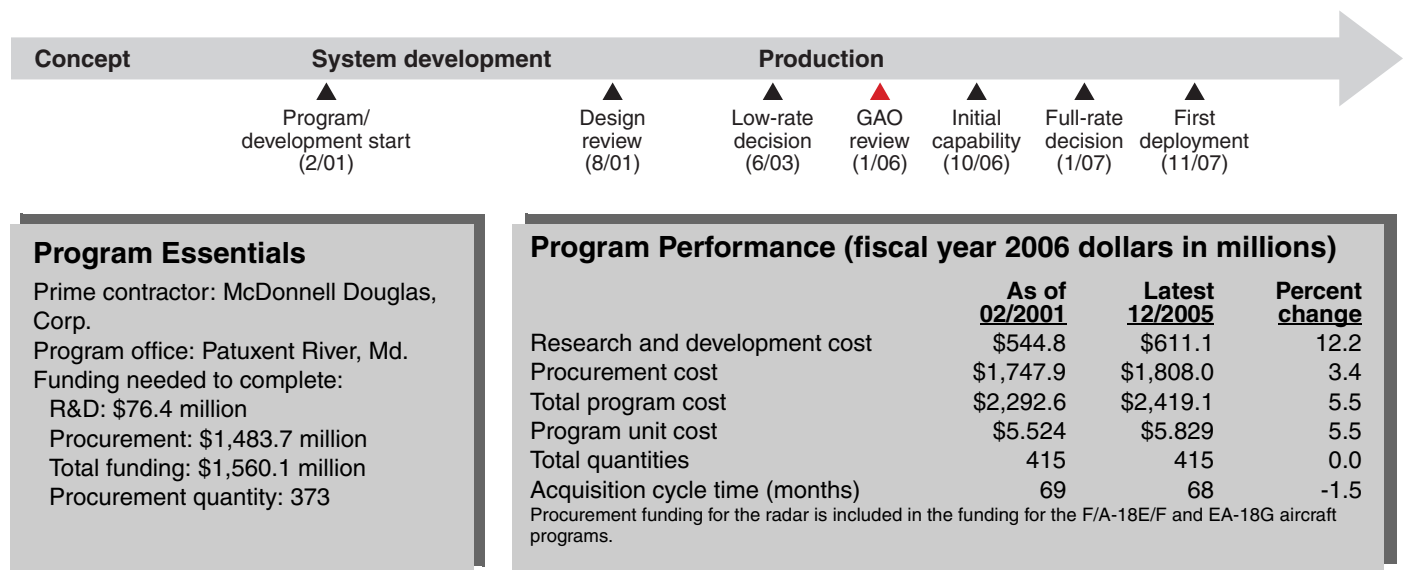 Concept System development Production
Program/
development start
(2/01)
Design
review
(8/01)
Low-rate
decision
(6/03)
GAO
review
(1/06)
Initial
capability
(10/06)
Full-rate
decision
(1/07)
First
deployment
(11/07)
Program Essentials
Prime contractor: McDonnell Douglas,
Corp.
Program office: Patuxent River, Md.
Funding needed to complete:
R&D: $76.4 million
Procurement: $1,483.7 million
Total funding: $1,560.1 million
Procurement quantity: 373
Program Performance (fiscal year 2006 dollars in millions)
As of Latest Percent
02/2001 12/2005 change
Research and development cost $544.8 $611.1 12.2
Procurement cost $1,747.9 $1,808.0 3.4
Total program cost $2,292.6 $2,419.1 5.5
Program unit cost $5.524 $5.829 5.5
Total quantities 415 415 0.0
Acquisition cycle time (months) 69 68 -1.5
Procurement funding for the radar is included in the funding for the F/A-18E/F and EA-18G aircraft
programs.